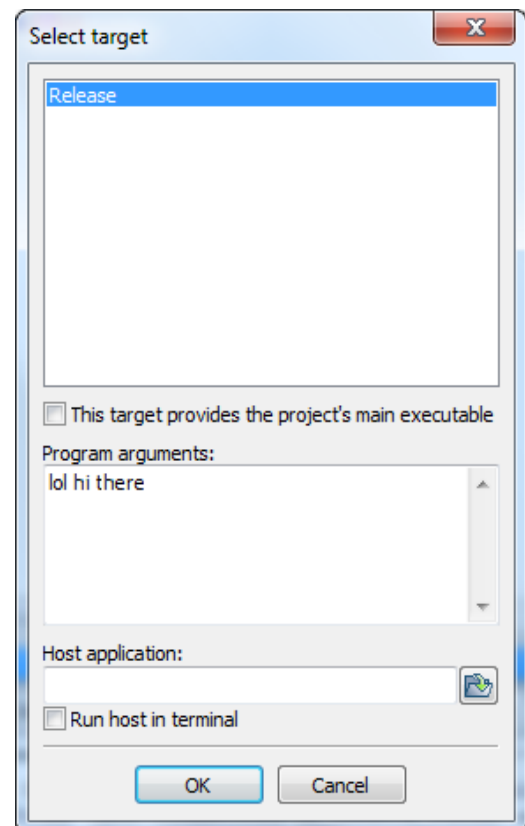 Select target
Release
This target provides the project's main executable
Program arguments:
lol hi there
Host application:
Run host in terminal
OK
Cancel